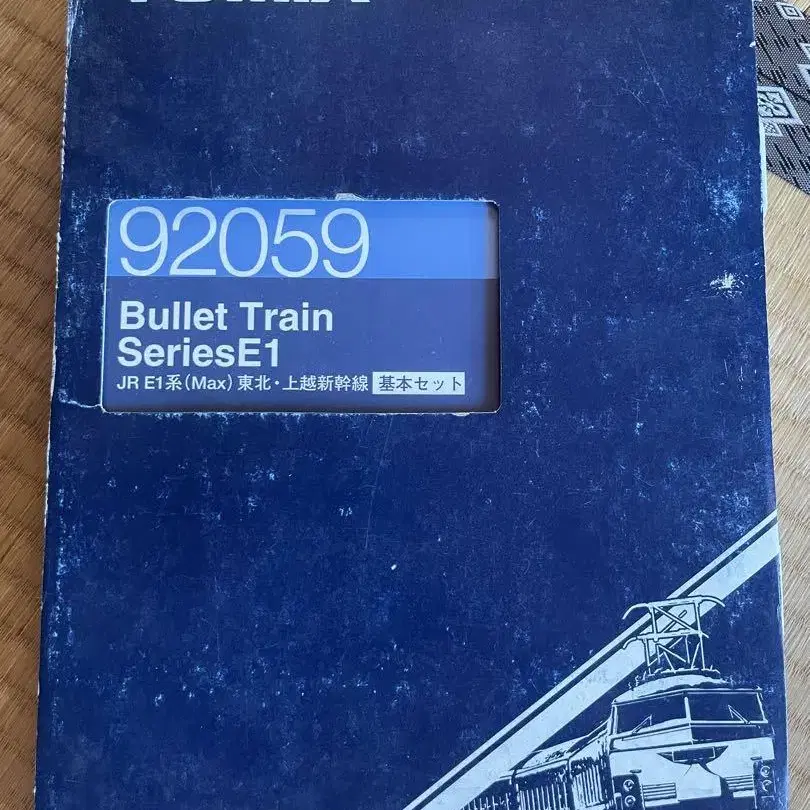 TOMIX
92059
Bullet Train
SeriesE1
JR E1系(Max)東北・上越新幹線 基本セット